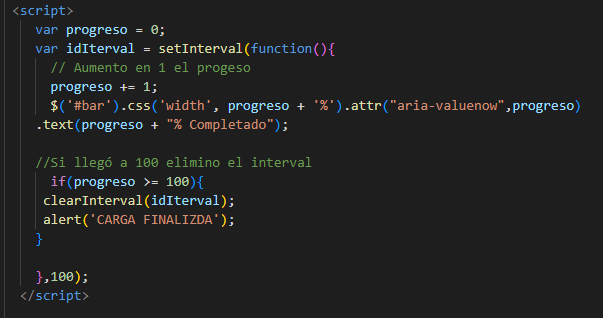 <script>
var progreso = 0;
var idIterval = setInterval(function(){
// Aumento en 1 el progeso
progreso += 1;
$('#bar').css('width', progreso + '%').attr("aria-valuenow",progreso)
.text(progreso + "% Completado");
//Si llegó a 100 elimino el interval
if(progreso >= 100){
clearInterval(idIterval);
alert('CARGA FINALIZDA');
}
},100);
</script>